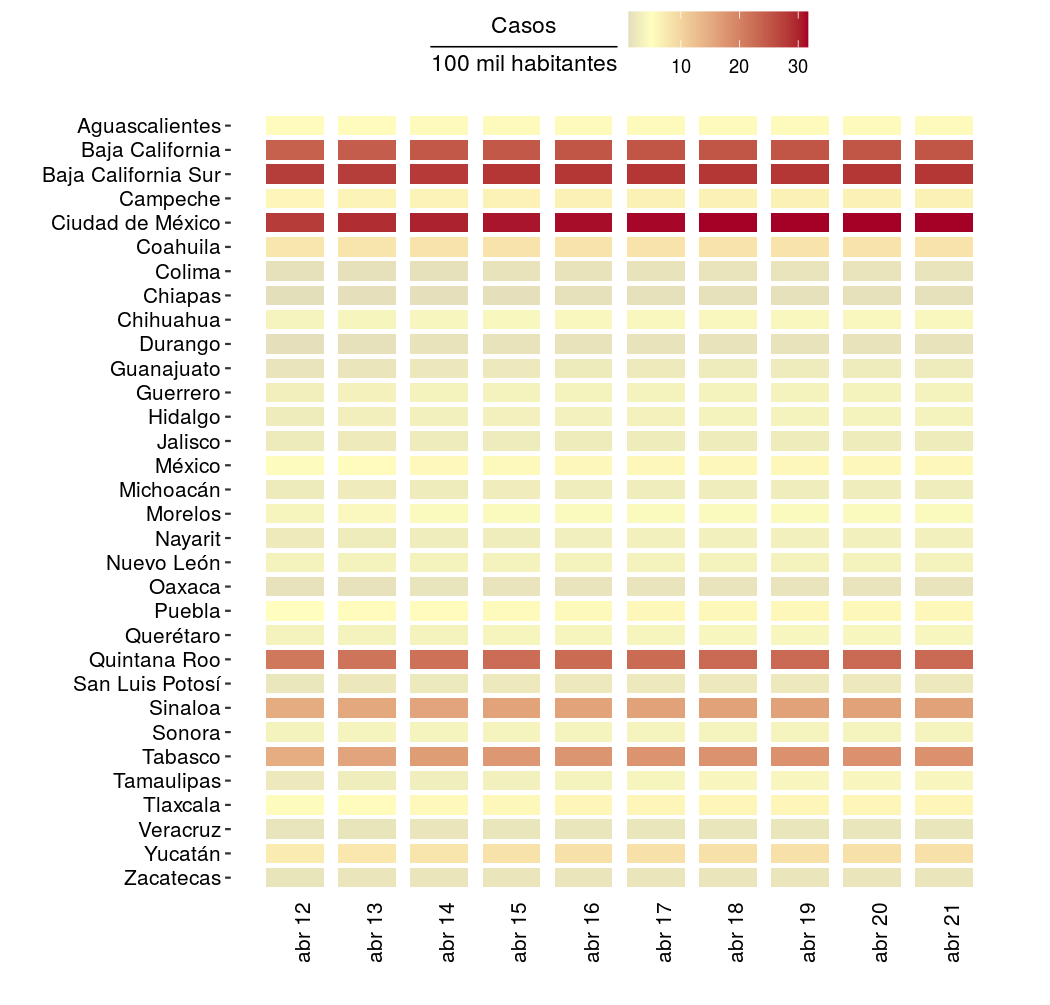 Casos
100 mil habitantes
10 20 30
Aguascalientes
Baja California
Baja California Sur
Campeche
Ciudad de México
Coahuila
Colima
Chiapas
Chihuahua
Durango
Guanajuato
Guerrero
Hidalgo
Jalisco
México
Michoacán
Morelos
Nayarit
Nuevo León
Oaxaca
Puebla
Querétaro
Quintana Roo
San Luis Potosí
Sinaloa
Sonora
Tabasco
Tamaulipas
Tlaxcala
Veracruz
Yucatán
Zacatecas
abr 12
abr 13
abr 14
abr 15
abr 16
abr 17
abr 18
abr 19
abr 20
abr 21